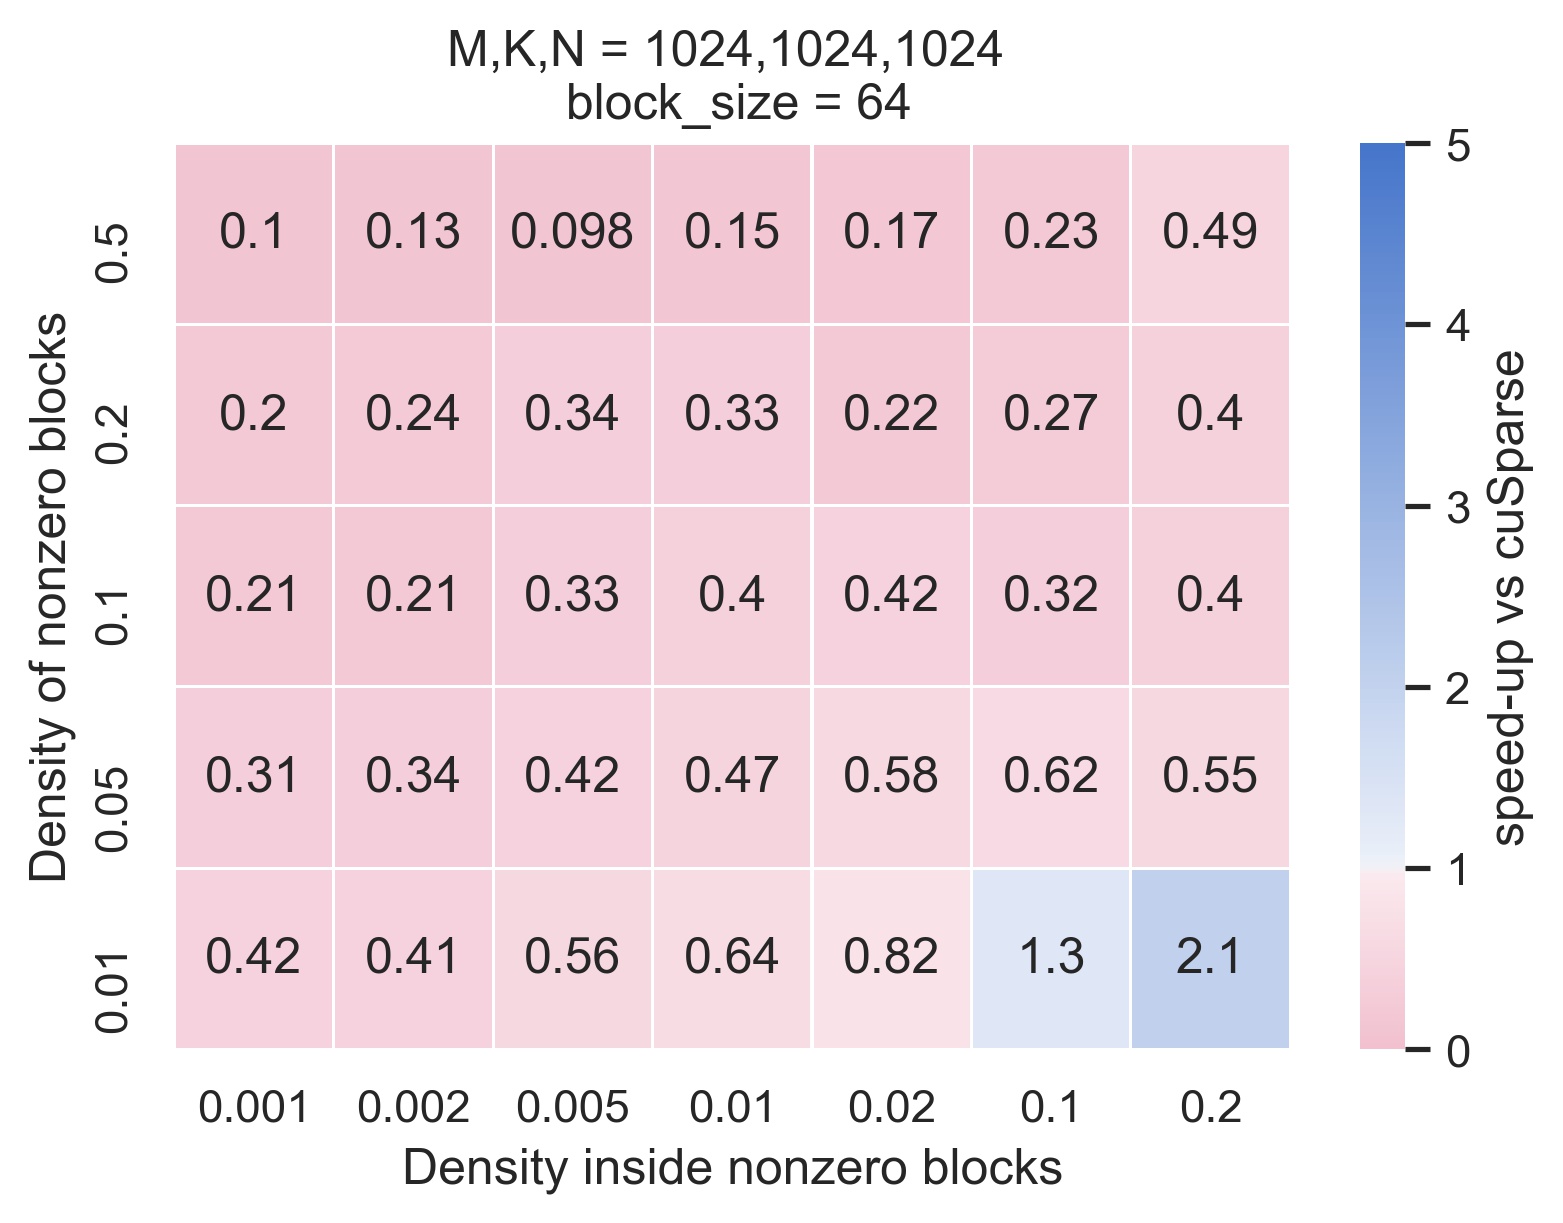 M,K,N = 1024,1024,1024
block_size = 64
Density of nonzero blocks
0.5 0.1 0.13 0.098 0.15 0.17 0.23 0.49
0.2 0.2 0.24 0.34 0.33 0.22 0.27 0.4
0.1 0.21 0.21 0.33 0.4 0.42 0.32 0.4
0.05 0.31 0.34 0.42 0.47 0.58 0.62 0.55
0.01 0.42 0.41 0.56 0.64 0.82 1.3 2.1
0.001 0.002 0.005 0.01 0.02 0.1 0.2
Density inside nonzero blocks
5
4
3
2
1
0
speed-up vs cuSparse